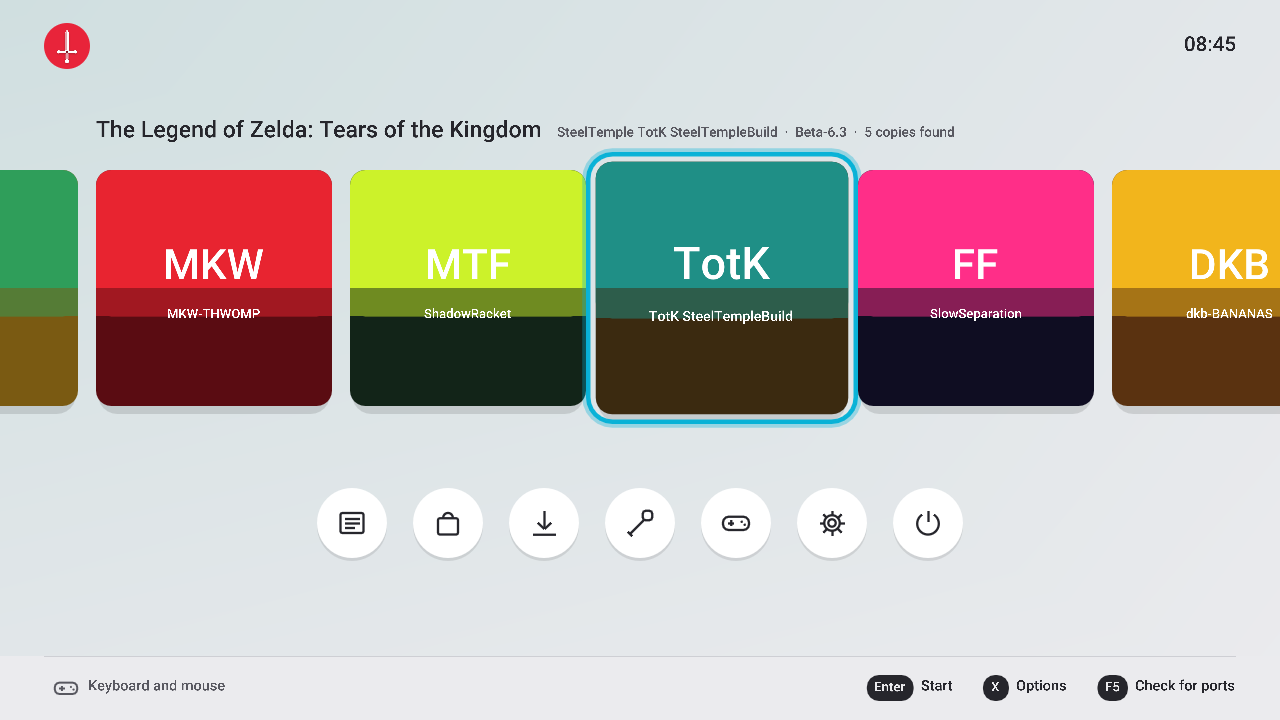 08:45
The Legend of Zelda: Tears of the Kingdom SteelTemple TotK SteelTempleBuild · Beta-6.3 · 5 copies found
MKW
MKW-THWOMP
MTF
ShadowRacket
TotK
TotK SteelTempleBuild
FF
SlowSeparation
DKB
dkb-BANANAS
Keyboard and mouse
Enter Start
X Options
F5 Check for ports